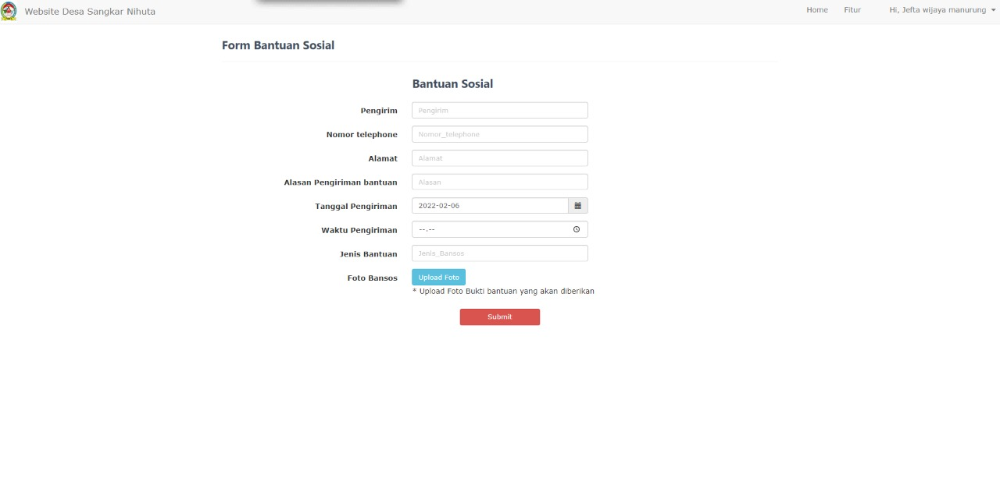 Website Desa Sangkar Nihuta
Home
Fitur
Hi, Jefta wijaya manurung
Form Bantuan Sosial
Bantuan Sosial
Pengirim
Pengirim
Nomor telephone
Nomor_telephone
Alamat
Alamat
Alasan Pengiriman bantuan
Alasan
Tanggal Pengiriman
2022-02-06
Waktu Pengiriman
--.--
Jenis Bantuan
Jenis_Bansos
Foto Bansos
Upload Foto
* Upload Foto Bukti bantuan yang akan diberikan
Submit